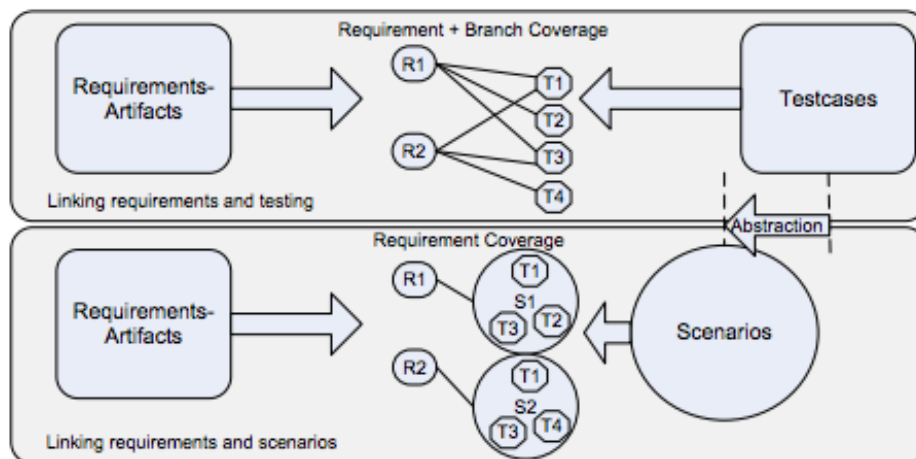 Requirement + Branch Coverage
Requirements-
Artifacts
R1
R2
T1
T2
T3
T4
Testcases
Linking requirements and testing
Abstraction
Requirement Coverage
Requirements-
Artifacts
R1
R2
T1
S1
T3
T2
T1
S2
T3
T4
Scenarios
Linking requirements and scenarios